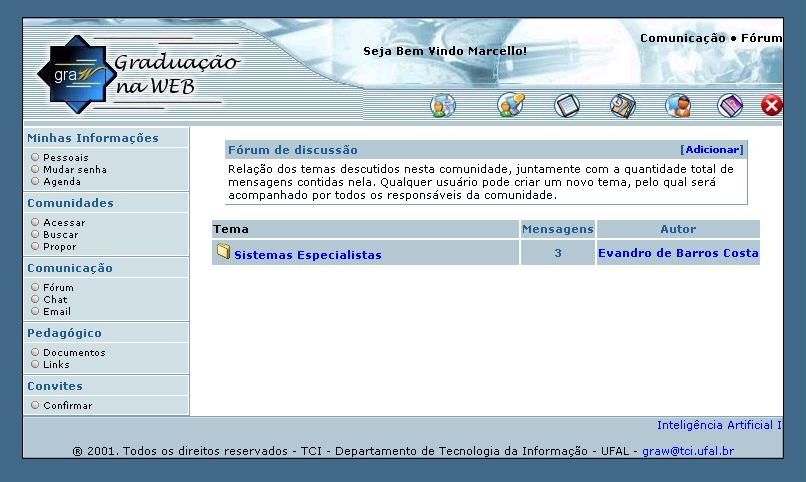 Comunicação • Fórum
Seja Bem Vindo Marcello!
graW
Graduação
na WEB
Minhas Informações
Pessoais
Mudar senha
Agenda
Comunidades
Acessar
Buscar
Propor
Comunicação
Fórum
Chat
Email
Pedagógico
Documentos
Links
Convites
Confirmar
Fórum de discussão [Adicionar]
Relação dos temas descutidos nesta comunidade, juntamente com a quantidade total de
mensagens contidas nela. Qualquer usuário pode criar um novo tema, pelo qual será
acompanhado por todos os responsáveis da comunidade.
Tema Mensagens Autor
Sistemas Especialistas 3 Evandro de Barros Costa
Inteligência Artificial I
® 2001. Todos os direitos reservados - TCI - Departamento de Tecnologia da Informação - UFAL - graw@tci.ufal.br